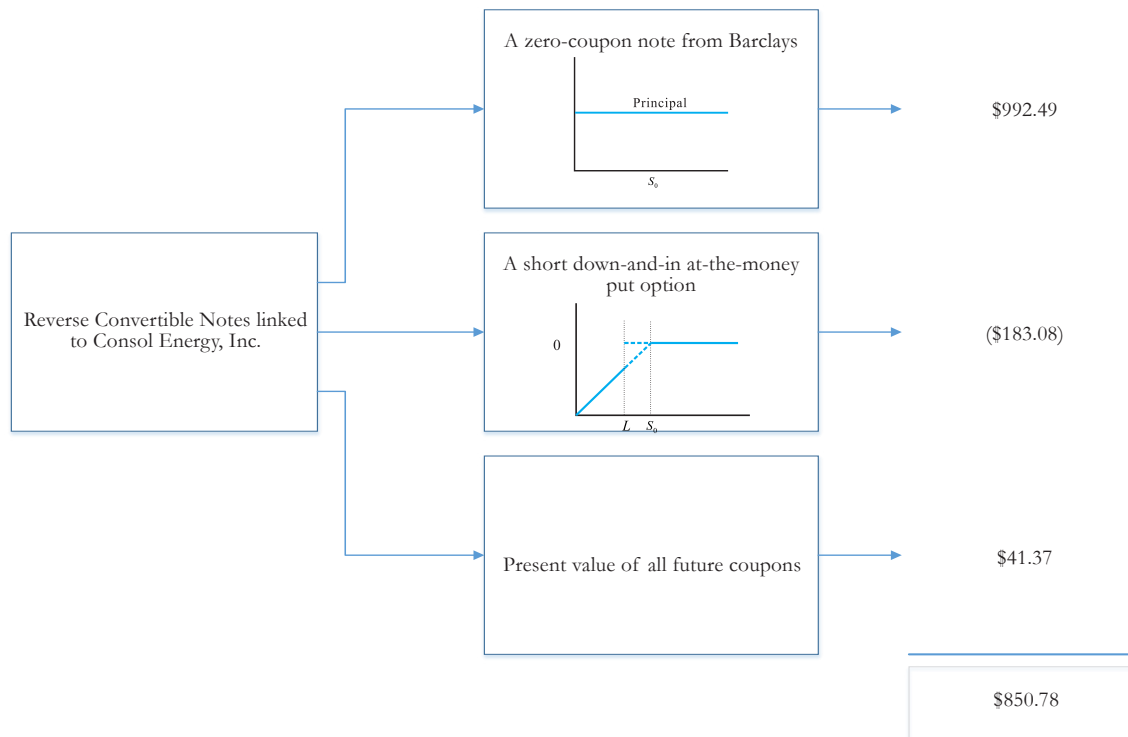 A zero-coupon note from Barclays
Principal
S₀
$992.49
Reverse Convertible Notes linked
to Consol Energy, Inc.
A short down-and-in at-the-money
put option
0
L S₀
($183.08)
Present value of all future coupons
$41.37
$850.78